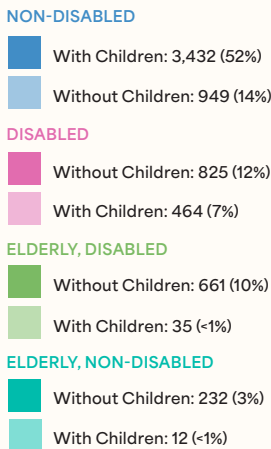 NON-DISABLED
With Children: 3,432 (52%)
Without Children: 949 (14%)
DISABLED
Without Children: 825 (12%)
With Children: 464 (7%)
ELDERLY, DISABLED
Without Children: 661 (10%)
With Children: 35 (<1%)
ELDERLY, NON-DISABLED
Without Children: 232 (3%)
With Children: 12 (<1%)